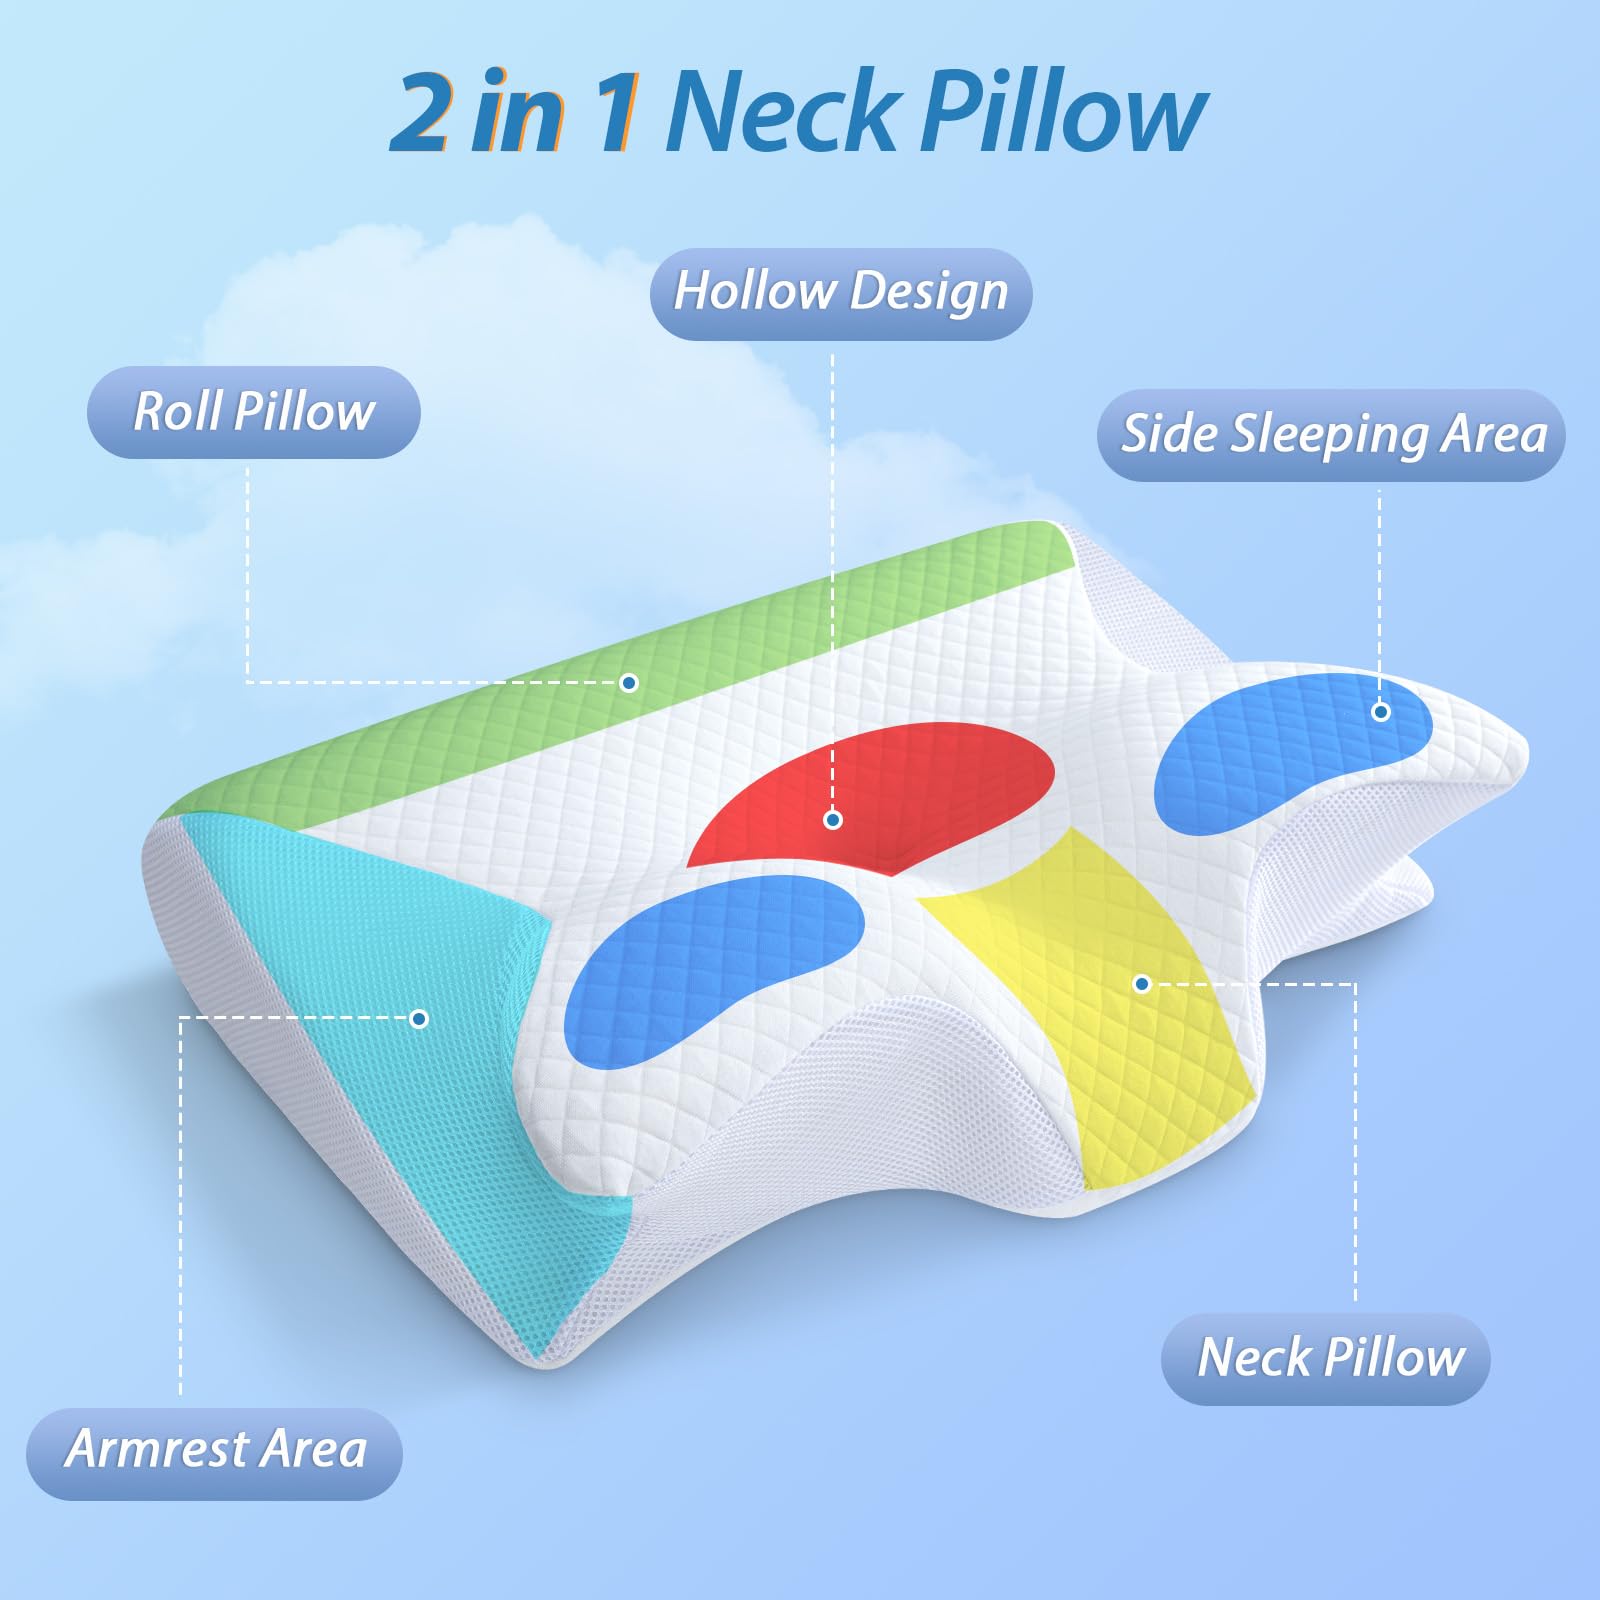 2 in 1 Neck Pillow
Hollow Design
Roll Pillow
Side Sleeping Area
Neck Pillow
Armrest Area